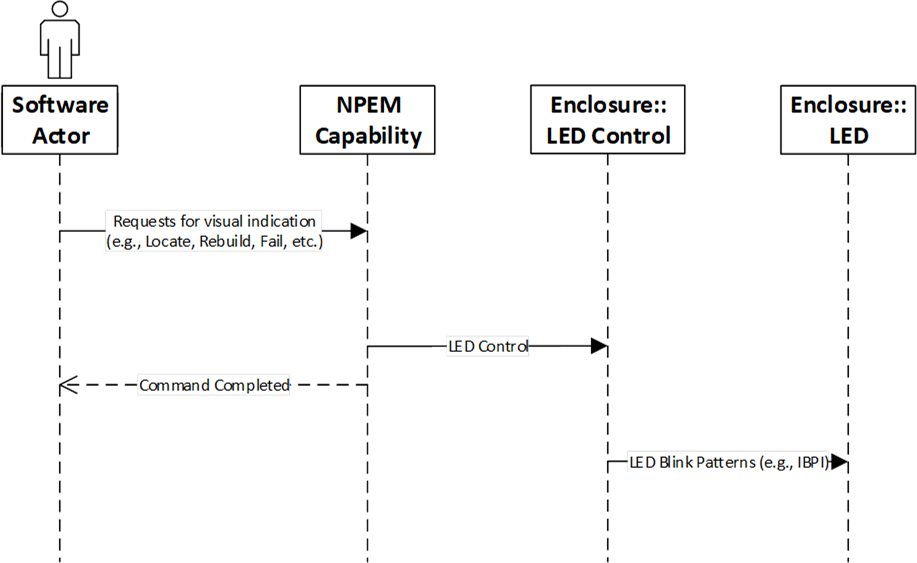 Software
Actor
NPEM
Capability
Enclosure::
LED Control
Enclosure::
LED
Requests for visual indication
(e.g., Locate, Rebuild, Fail, etc.)
LED Control
Command Completed
LED Blink Patterns (e.g., IBPI)